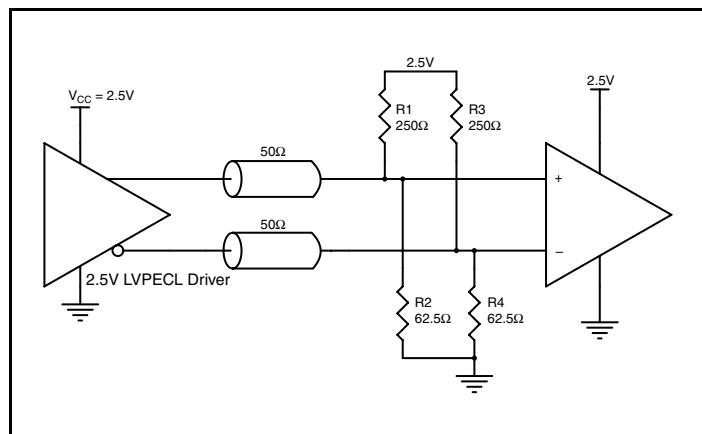 2.5V
V_CC = 2.5V
2.5V
R1
250Ω
R3
250Ω
50Ω
+
50Ω
–
2.5V LVPECL Driver
R2
62.5Ω
R4
62.5Ω